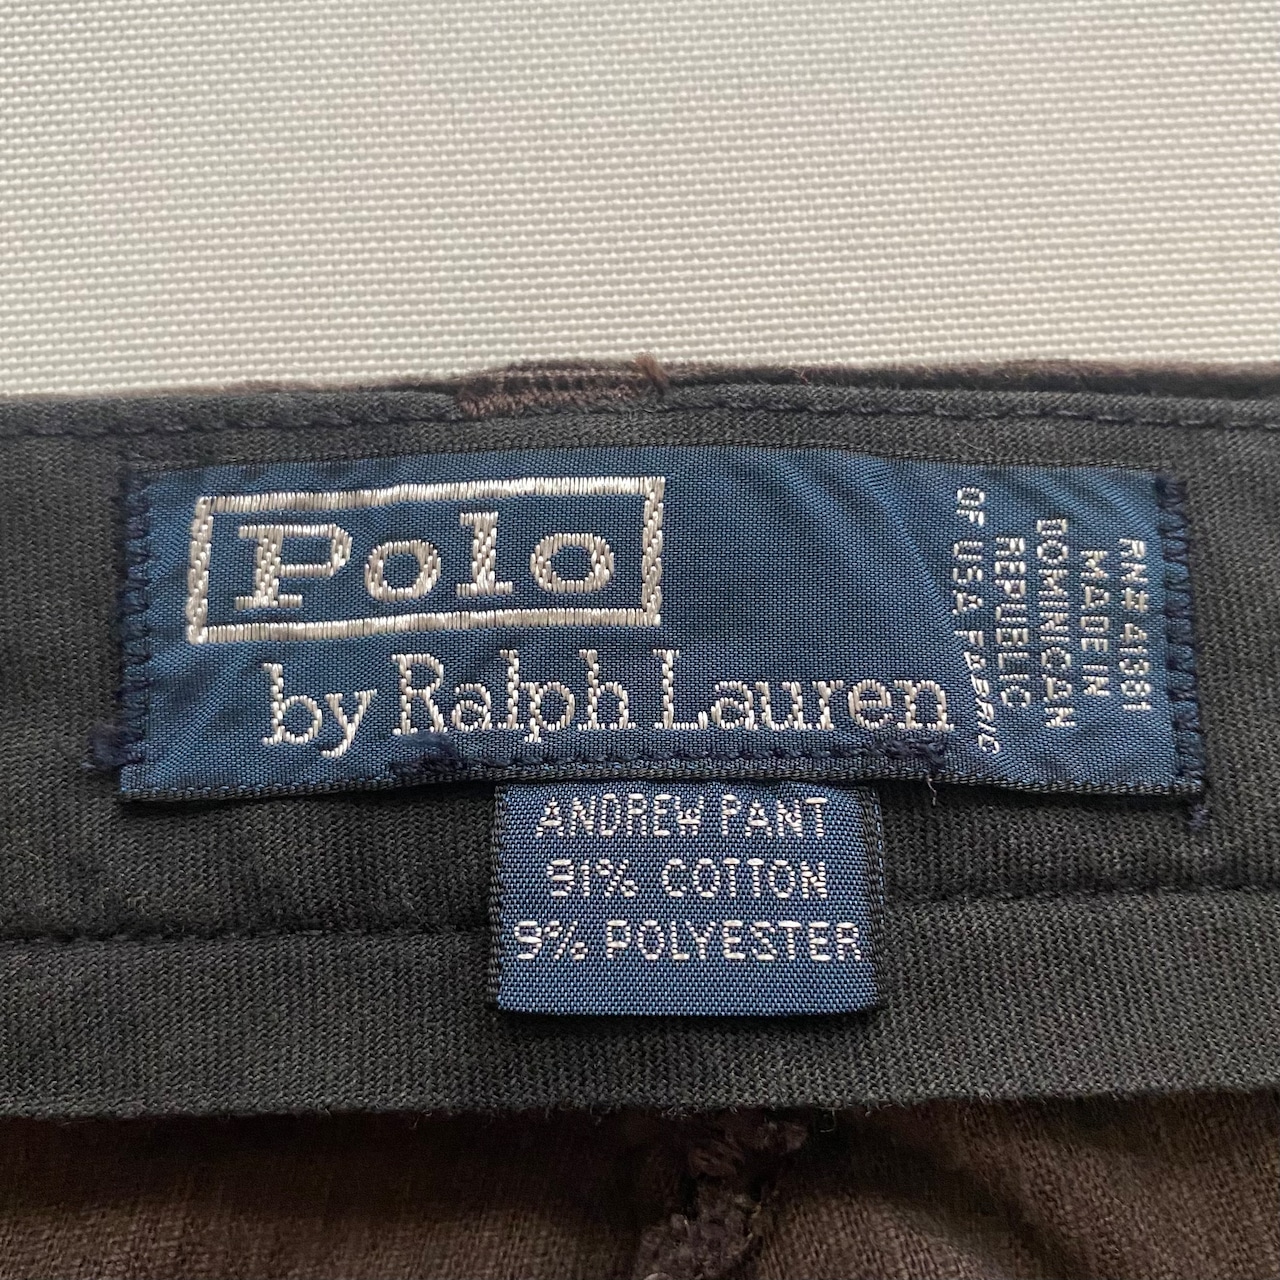 Polo
by Ralph Lauren
RN# 41381
MADE IN
DOMINICAN
REPUBLIC
OF USA FABRIC
ANDREW PANT
91% COTTON
9% POLYESTER